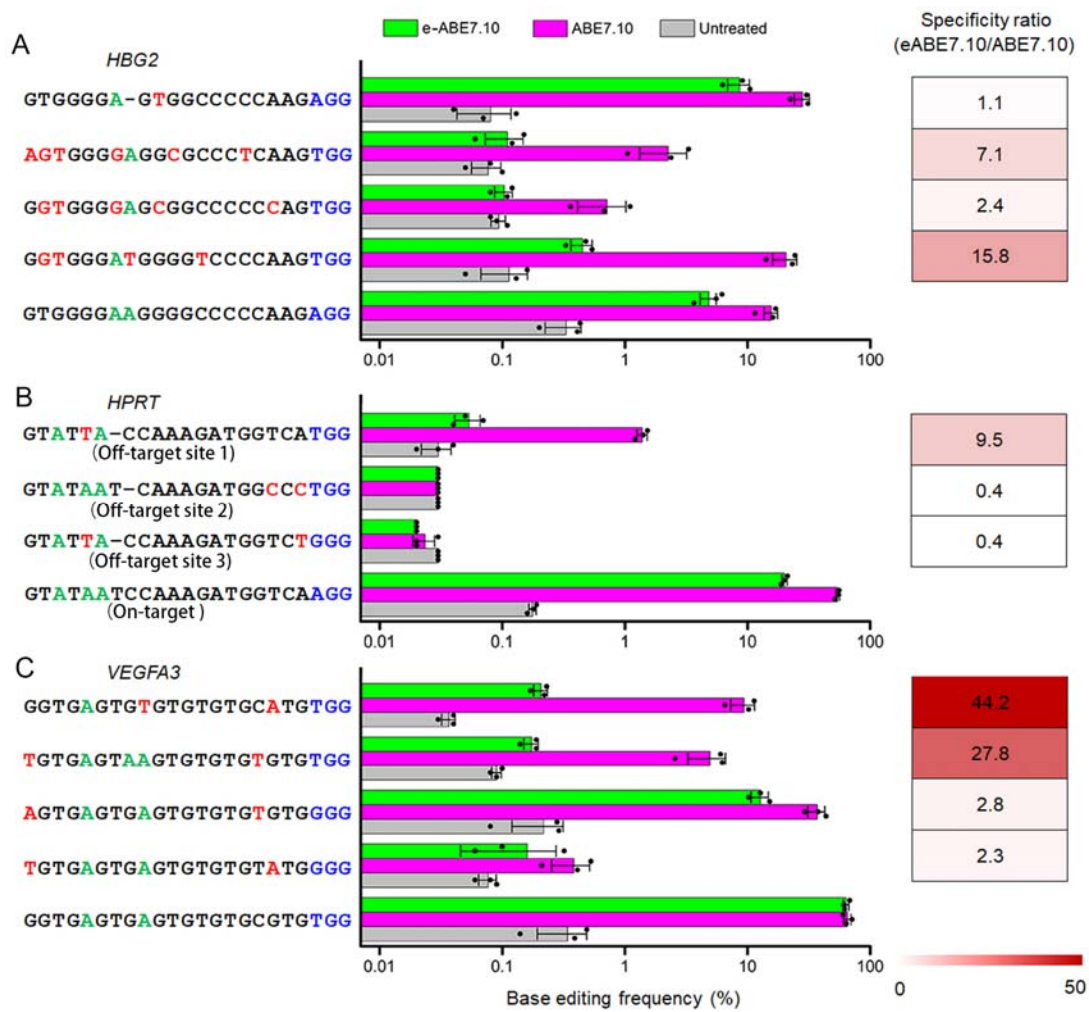 e-ABE7.10 ABE7.10 Untreated
Specificity ratio
(eABE7.10/ABE7.10)
A
HBG2
GTGGGGA-GTGGCCCCCAAGAGG
1.1
AGTGGGGAGGCGCCCTCAAGTGG
7.1
GGTGGGGAGCGGCCCCCCAGTGG
2.4
GGTGGGATGGGGTCCCCAAGTGG
15.8
GTGGGGAAGGGGCCCCCAAGAGG
0.01 0.1 1 10 100
B
HPRT
GTATTA-CCAAAGATGGTCATGG
9.5
(Off-target site 1)
GTATAAT-CAAAGATGGCCCTGG
0.4
(Off-target site 2)
GTATTA-CCAAAGATGGTCTGGG
0.4
(Off-target site 3)
GTATAATCCAAAGATGGTCAAGG
(On-target )
0.01 0.1 1 10 100
C
VEGFA3
GGTGAGTGTGTGTGTGCATGTGG
44.2
TGTGAGTAAGTGTGTGTGTGTGG
27.8
AGTGAGTGAGTGTGTGTGTGGGG
2.8
TGTGAGTGAGTGTGTGTATGGGG
2.3
GGTGAGTGAGTGTGTGCGTGTGG
0.01 0.1 1 10 100
Base editing frequency (%)
0 50